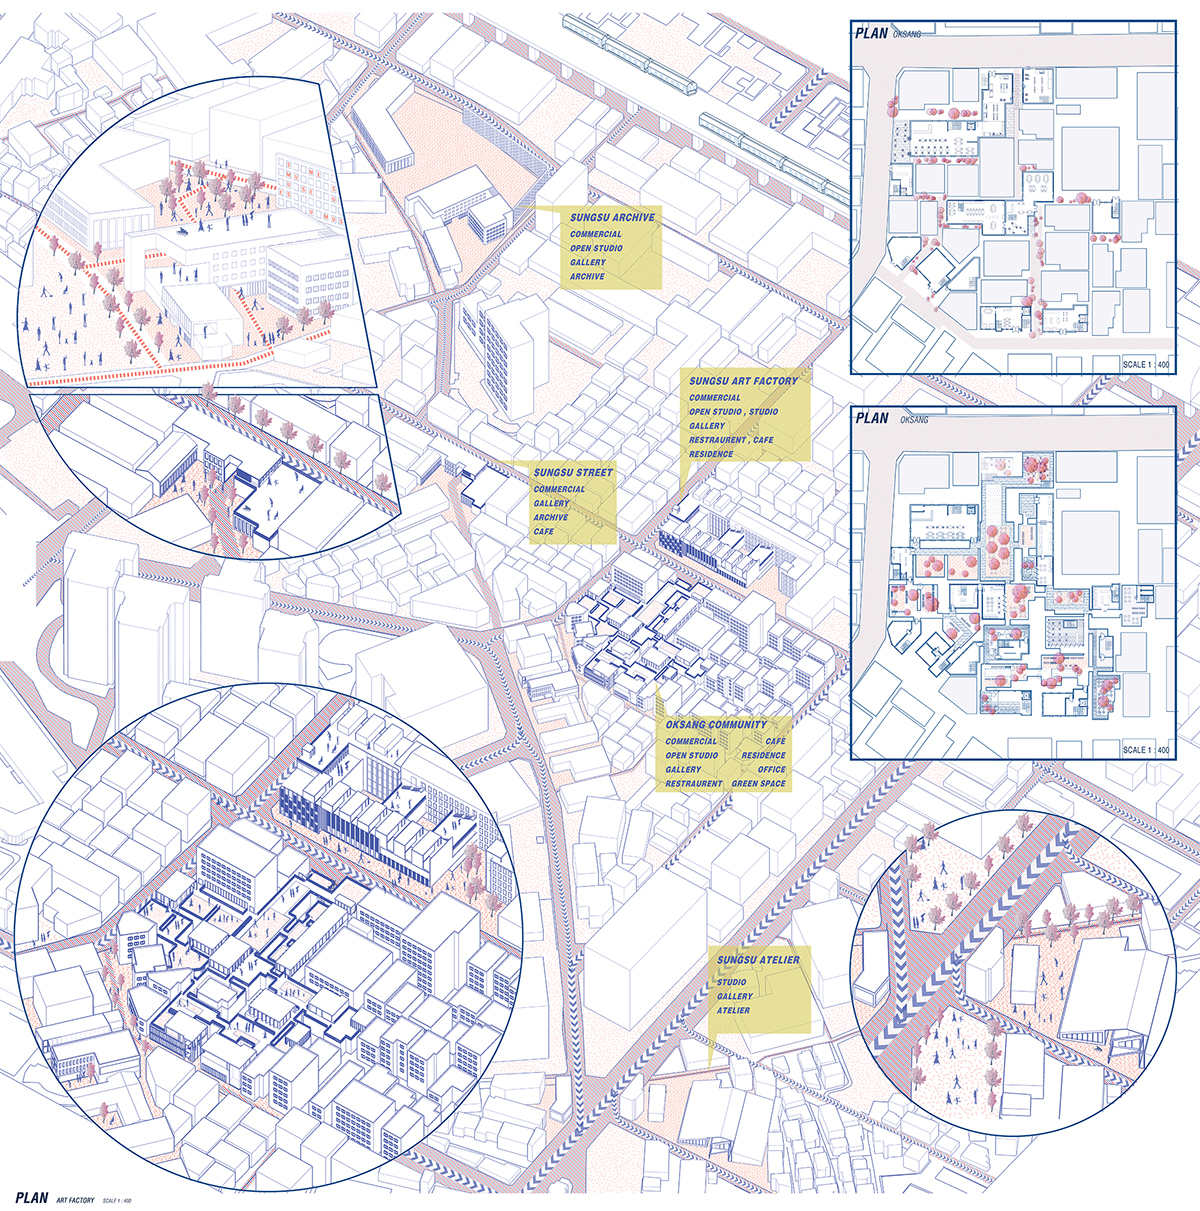 PLAN OKSANG
SCALE 1 : 400
SUNGSU ARCHIVE
COMMERCIAL
OPEN STUDIO
GALLERY
ARCHIVE
SUNGSU ART FACTORY
COMMERCIAL
OPEN STUDIO , STUDIO
GALLERY
RESTRAURENT , CAFE
RESIDENCE
SUNGSU STREET
COMMERCIAL
GALLERY
ARCHIVE
CAFE
PLAN OKSANG
SCALE 1 : 400
OKSANG COMMUNITY
COMMERCIAL CAFE
OPEN STUDIO RESIDENCE
GALLERY OFFICE
RESTRAURENT GREEN SPACE
SUNGSU ATELIER
STUDIO
GALLERY
ATELIER
PLAN ART FACTORY SCALE 1 : 400